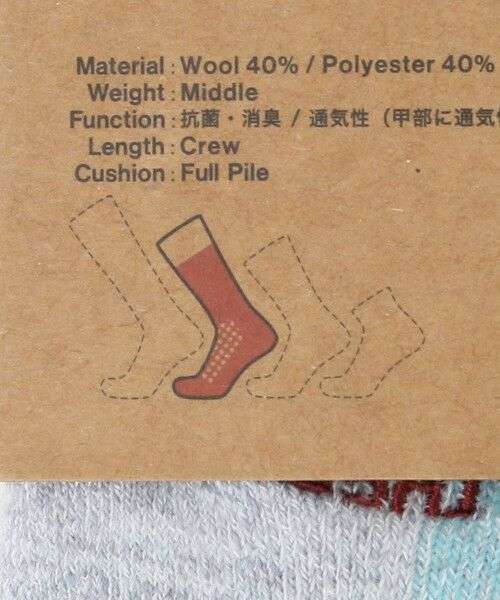 Material : Wool 40% / Polyester 40%
Weight : Middle
Function : 抗菌・消臭 / 通気性（甲部に通気
Length : Crew
Cushion : Full Pile